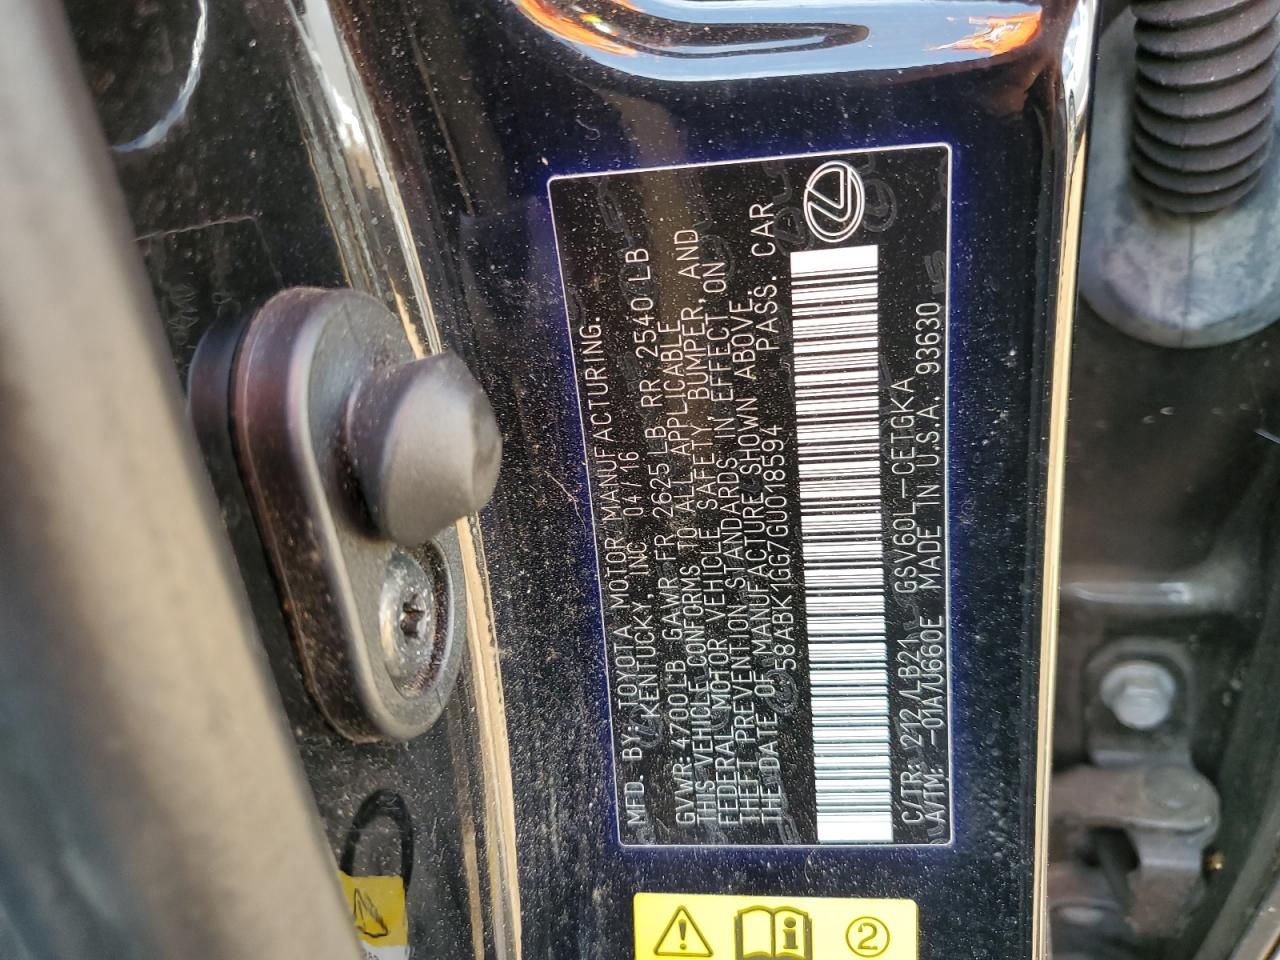 MFD. BY: TOYOTA MOTOR MANUFACTURING.
KENTUCKY, INC 04/16
GVWR: 4700LB GAWR FR 2625 LB RR 2540 LB
THIS VEHICLE CONFORMS TO ALL APPLICABLE
FEDERAL MOTOR VEHICLE SAFETY, BUMPER, AND
THEFT PREVENTION STANDARDS IN EFFECT ON
THE DATE OF MANUFACTURE SHOWN ABOVE.
58ABK1GG7GU018594 PASS. CAR
C/TR: 212 /LB21 GSV60L-CETGKA
A/TM: -01A/U660E MADE IN U.S.A. 93630
2